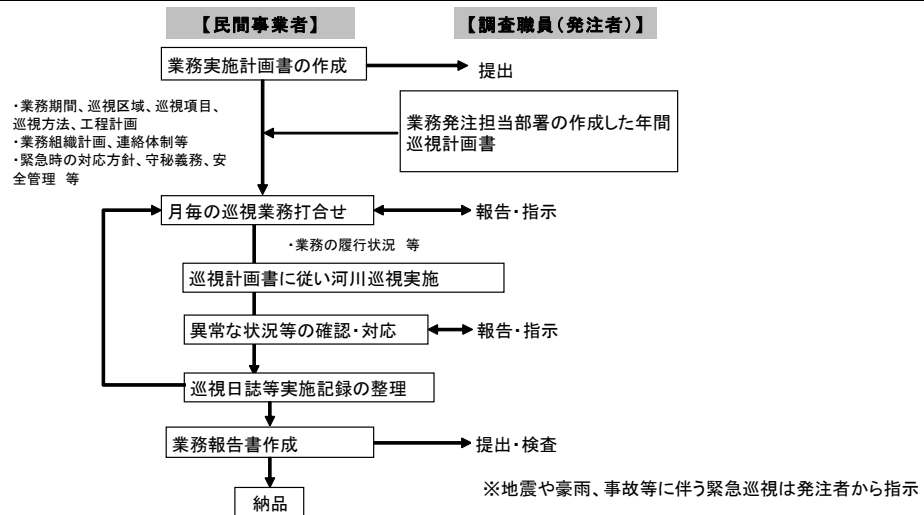 【民間事業者】
【調査職員(発注者)】
業務実施計画書の作成
提出
・業務期間、巡視区域、巡視項目、
巡視方法、工程計画
・業務組織計画、連絡体制等
・緊急時の対応方針、守秘義務、安
全管理 等
業務発注担当部署の作成した年間
巡視計画書
月毎の巡視業務打合せ
報告・指示
・業務の履行状況 等
巡視計画書に従い河川巡視実施
異常な状況等の確認・対応
報告・指示
巡視日誌等実施記録の整理
業務報告書作成
提出・検査
納品
※地震や豪雨、事故等に伴う緊急巡視は発注者から指示